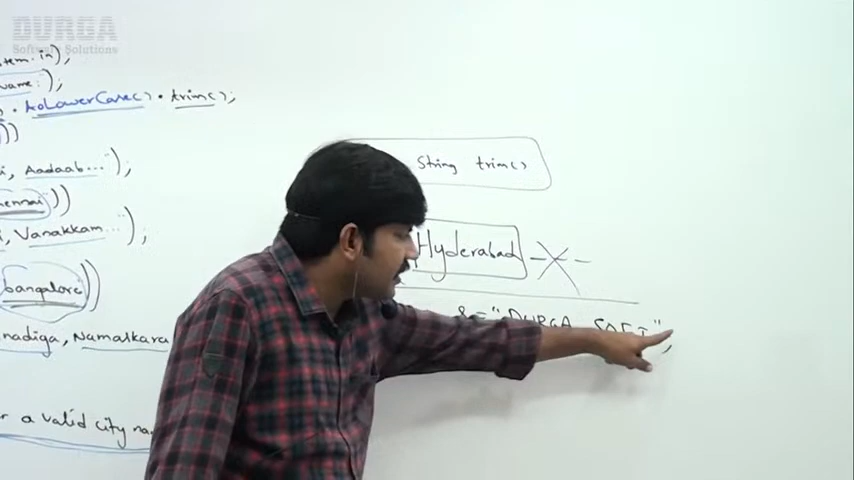 DURGA
Software Solutions
stem.in);
name:");
.toLowerCase().trim();
))
i, Aadaab...");
hennai"))
i, Vanakkam...");
bangalore"))
nadiga, Namaskara
r a valid city na
String trim()
Hyderabad
s="DURGA SOFT";